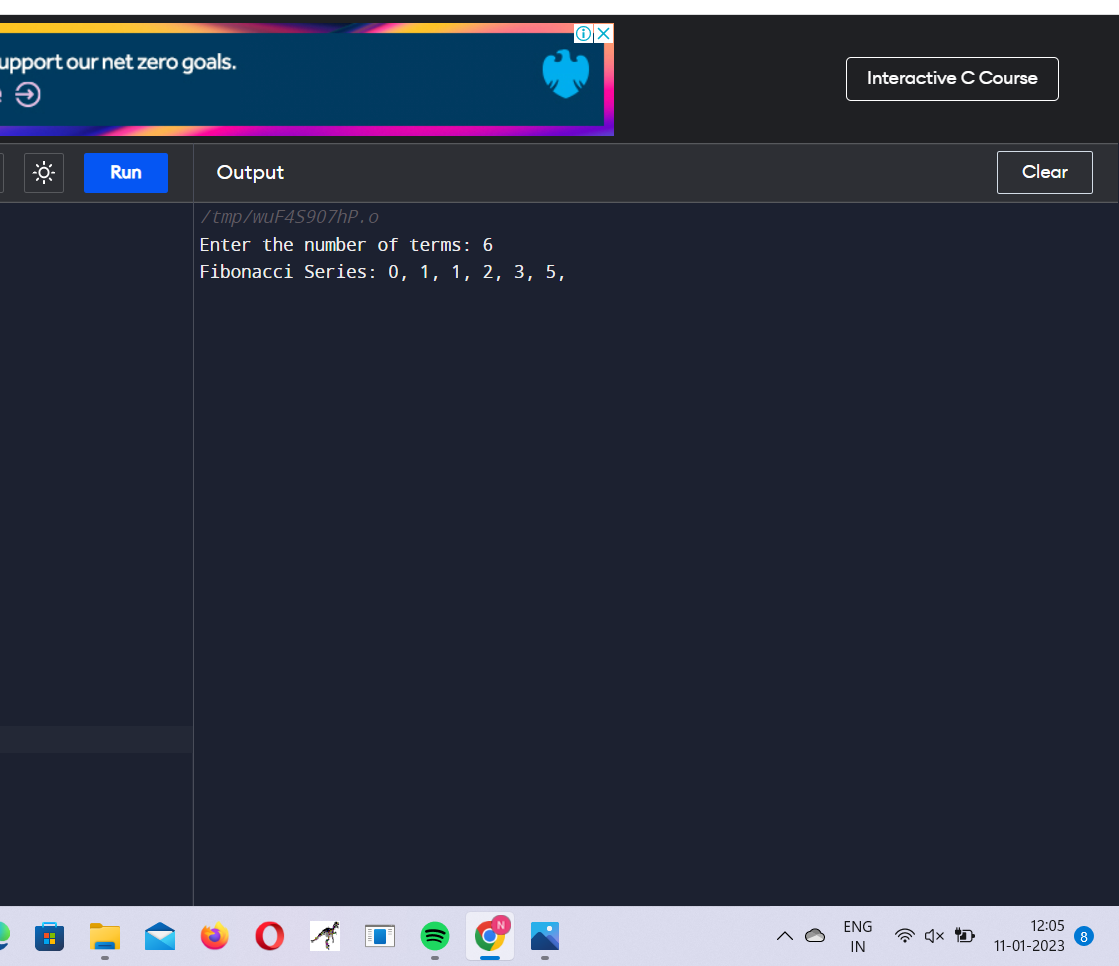 upport our net zero goals.
Interactive C Course
Run
Output
Clear
/tmp/wuF4S9O7hP.o
Enter the number of terms: 6
Fibonacci Series: 0, 1, 1, 2, 3, 5,
N
ENG
IN
12:05
11-01-2023
8